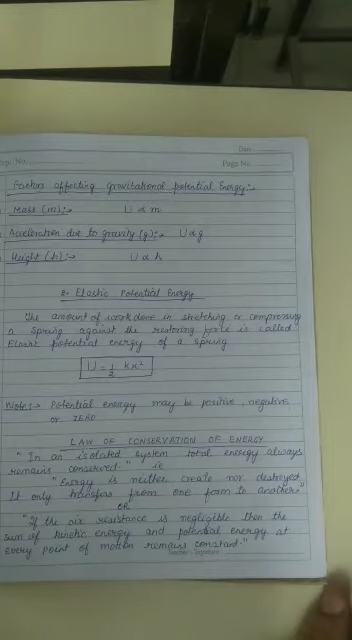 Date
Expt. No.
Page No.
Factors affecting gravitational potential Energy:-
Mass (m):-> U ∝ m
Acceleration due to gravity (g):-> U ∝ g
Height (h):-> U ∝ h
2. Elastic Potential Energy
The amount of work done in stretching or compressing
a spring against the restoring force is called
Elastic potential energy of a spring
U = 1/2 kx²
Note:-> Potential energy may be positive, negative
or ZERO
LAW OF CONSERVATION OF ENERGY
"In an isolated system total energy always
remains conserved." ie
"Energy is neither create nor destroyed
It only transfers from one form to another"
OR
"If the air resistance is negligible then the
sum of kinetic energy and potential energy at
every point of motion remains constant."
Teacher's Signature